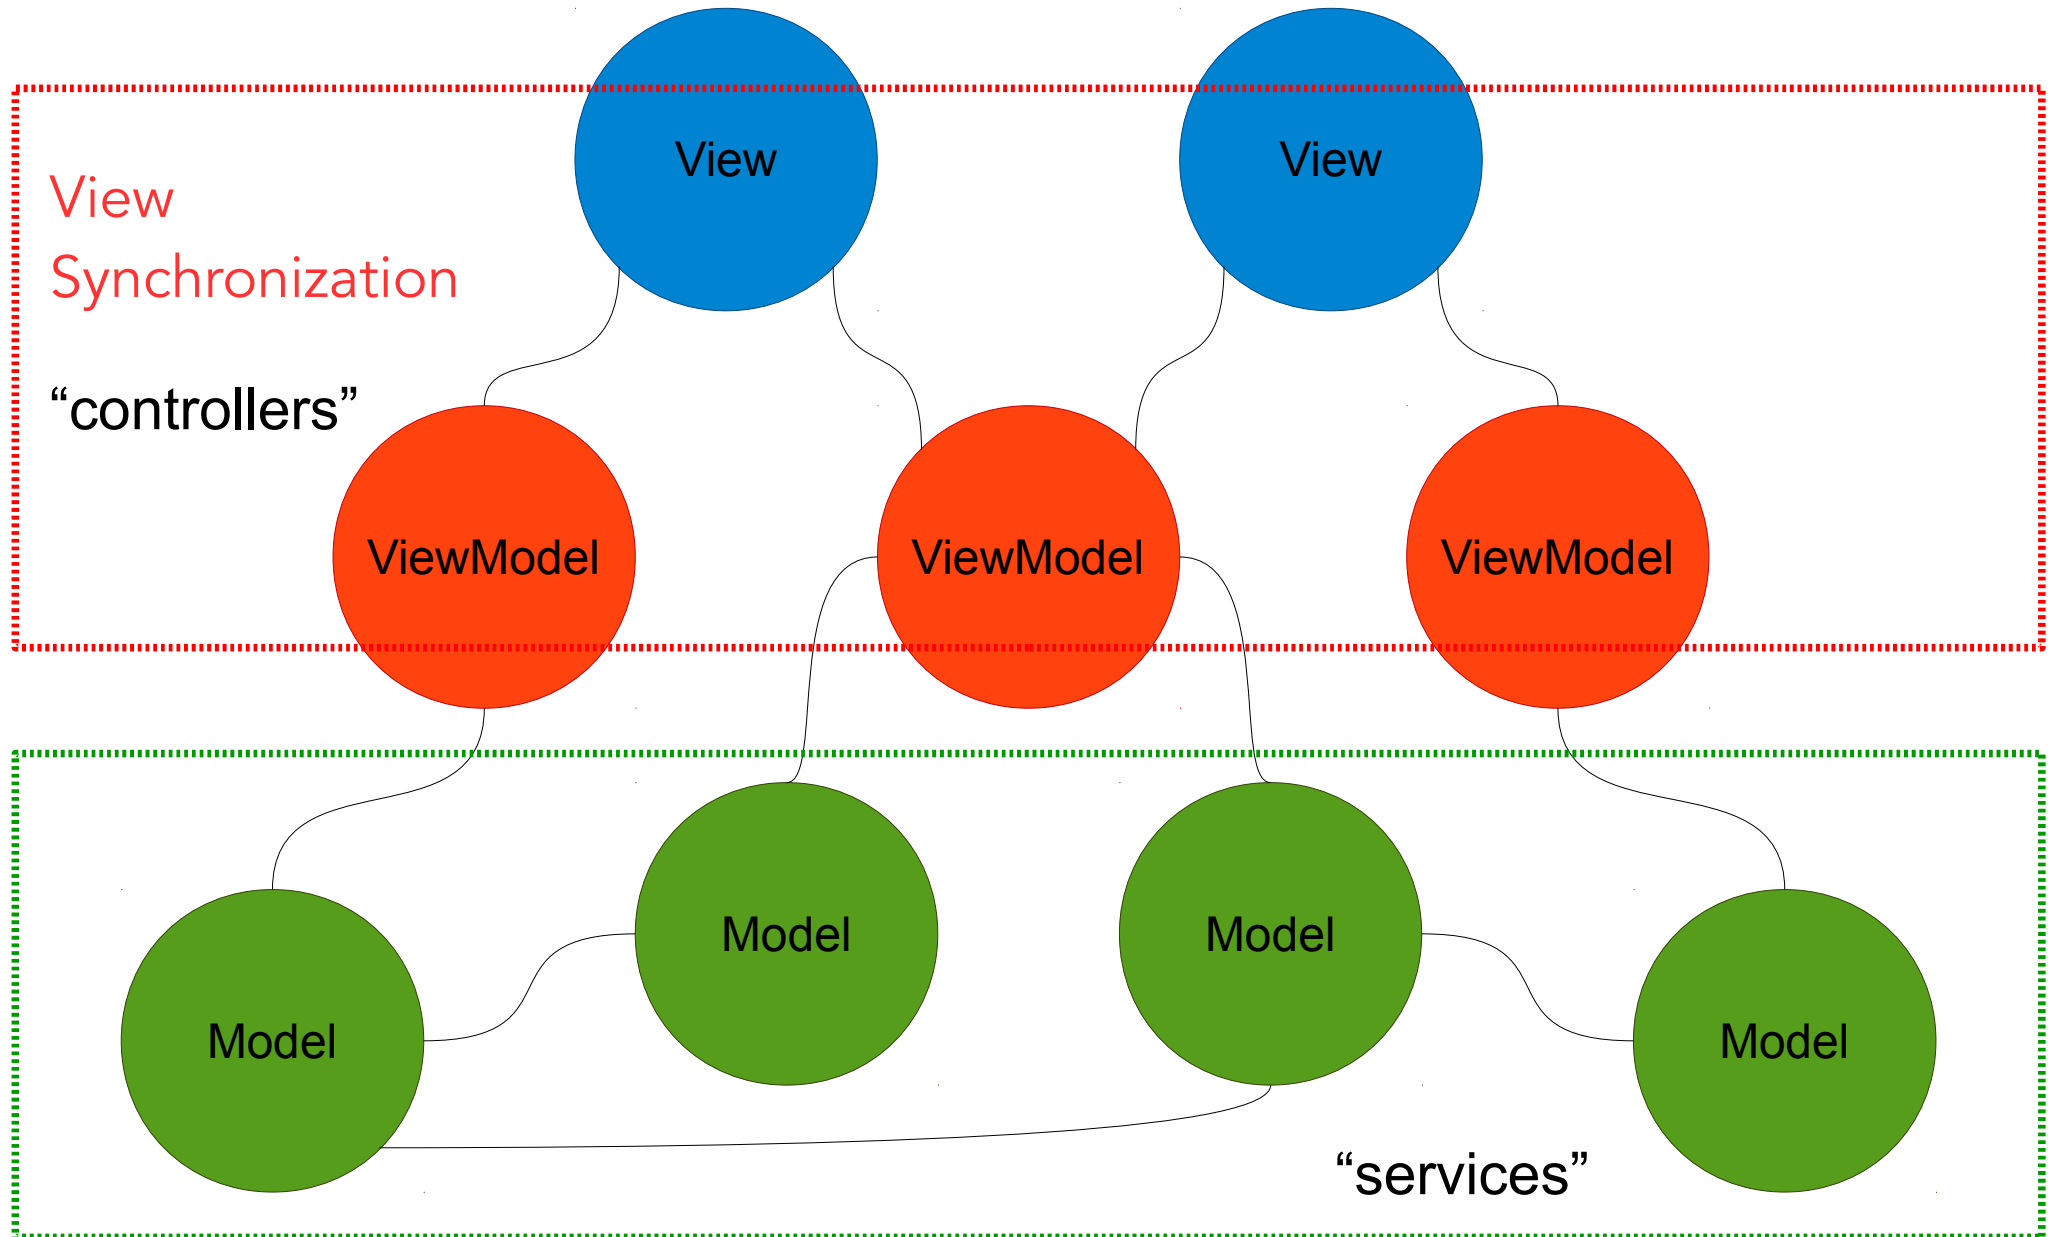 View
View
View
Synchronization
“controllers”
ViewModel
ViewModel
ViewModel
Model
Model
Model
Model
“services”